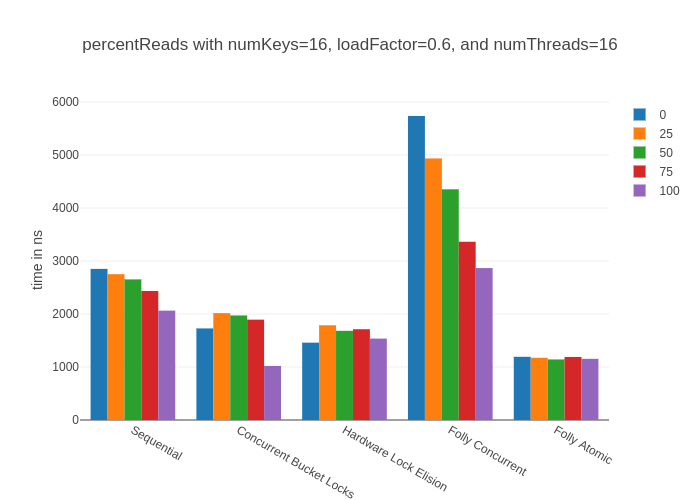 percentReads with numKeys=16, loadFactor=0.6, and numThreads=16
0
25
50
75
100
6000
5000
4000
3000
2000
1000
0
time in ns
Sequential
Concurrent Bucket Locks
Hardware Lock Elision
Folly Concurrent
Folly Atomic